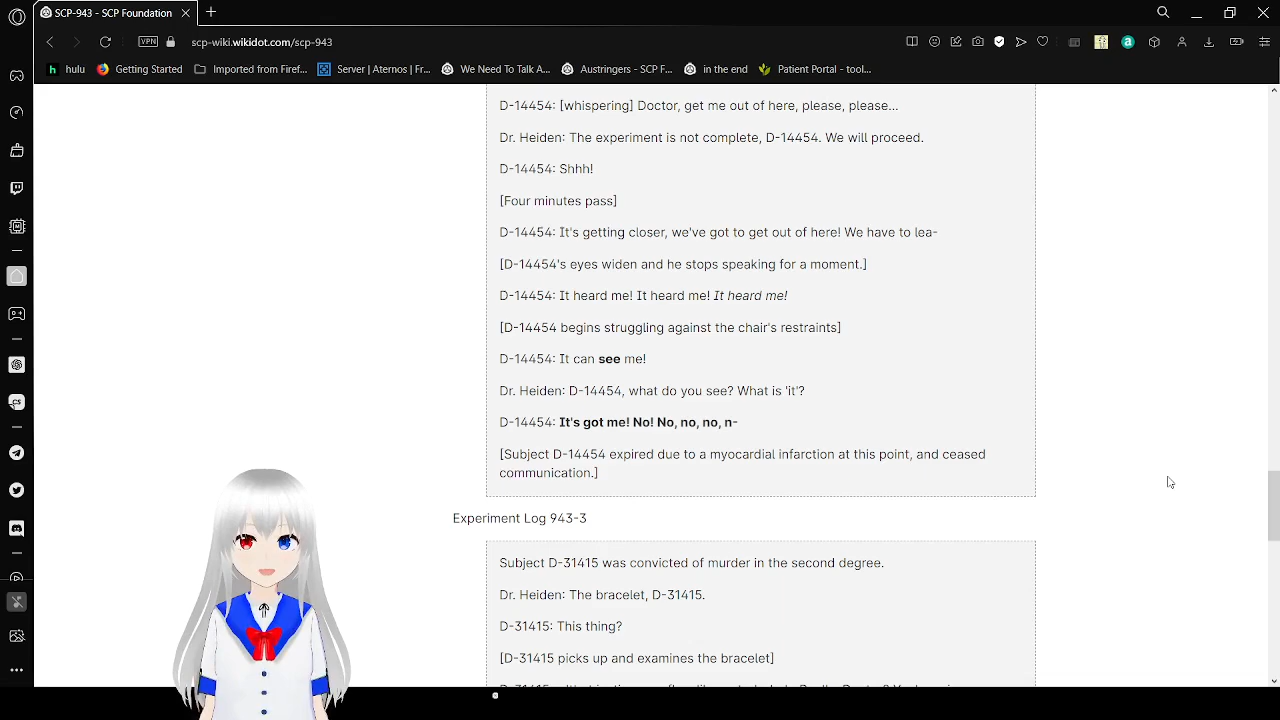 SCP-943 - SCP Foundation
VPN
scp-wiki.wikidot.com/scp-943
h hulu
Getting Started
Imported from Firef...
Server | Aternos | Fr...
We Need To Talk A...
Austringers - SCP F...
in the end
Patient Portal - tool...
D-14454: [whispering] Doctor, get me out of here, please, please...
Dr. Heiden: The experiment is not complete, D-14454. We will proceed.
D-14454: Shhh!
[Four minutes pass]
D-14454: It's getting closer, we've got to get out of here! We have to lea-
[D-14454's eyes widen and he stops speaking for a moment.]
D-14454: It heard me! It heard me! It heard me!
[D-14454 begins struggling against the chair's restraints]
D-14454: It can see me!
Dr. Heiden: D-14454, what do you see? What is 'it'?
D-14454: It's got me! No! No, no, no, n-
[Subject D-14454 expired due to a myocardial infarction at this point, and ceased
communication.]
Experiment Log 943-3
Subject D-31415 was convicted of murder in the second degree.
Dr. Heiden: The bracelet, D-31415.
D-31415: This thing?
[D-31415 picks up and examines the bracelet]